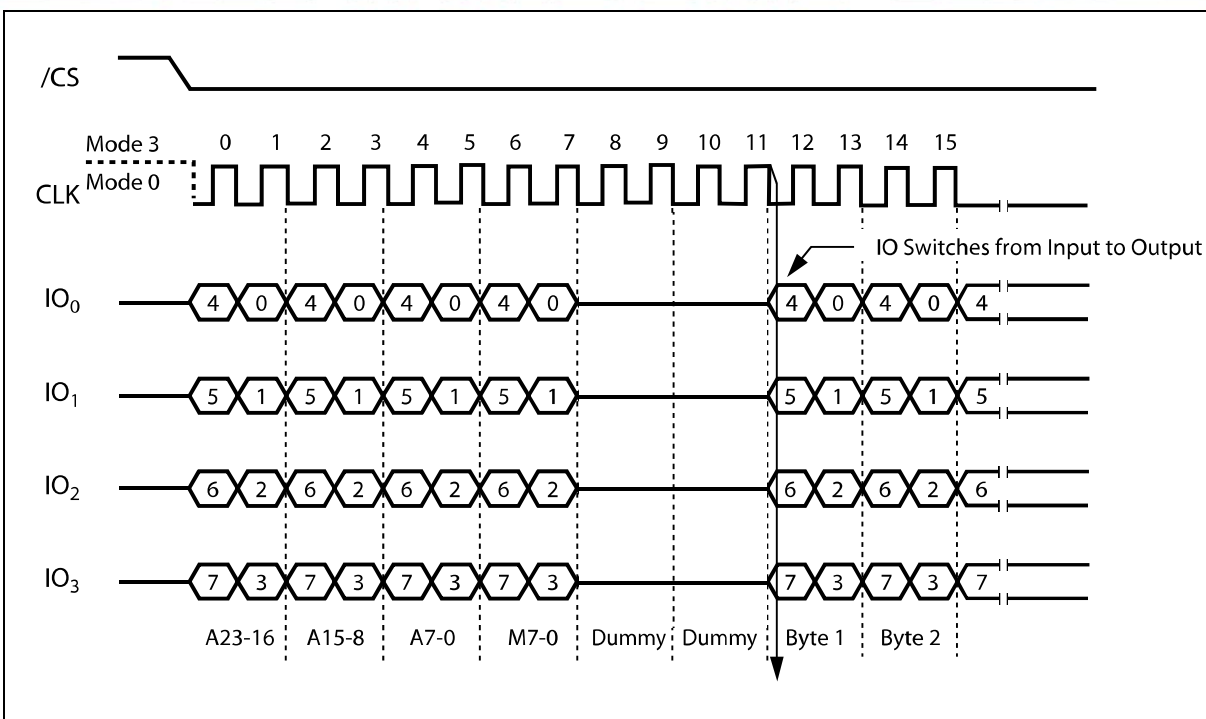 /CS
Mode 3 0 1 2 3 4 5 6 7 8 9 10 11 12 13 14 15
Mode 0
CLK
IO Switches from Input to Output
IO0 4 0 4 0 4 0 4 0 4 0 4 0 4
IO1 5 1 5 1 5 1 5 1 5 1 5 1 5
IO2 6 2 6 2 6 2 6 2 6 2 6 2 6
IO3 7 3 7 3 7 3 7 3 7 3 7 3 7
A23-16 A15-8 A7-0 M7-0 Dummy Dummy Byte 1 Byte 2